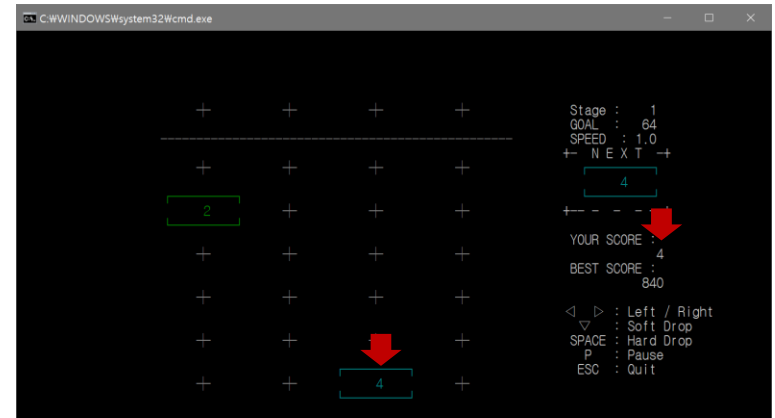 C:\WINDOWS\system32\cmd.exe
Stage : 1
GOAL : 64
SPEED : 1.0
+- N E X T -+
4
2
YOUR SCORE :
4
BEST SCORE :
840
◁ ▷ : Left / Right
▽ : Soft Drop
SPACE : Hard Drop
P : Pause
ESC : Quit
4